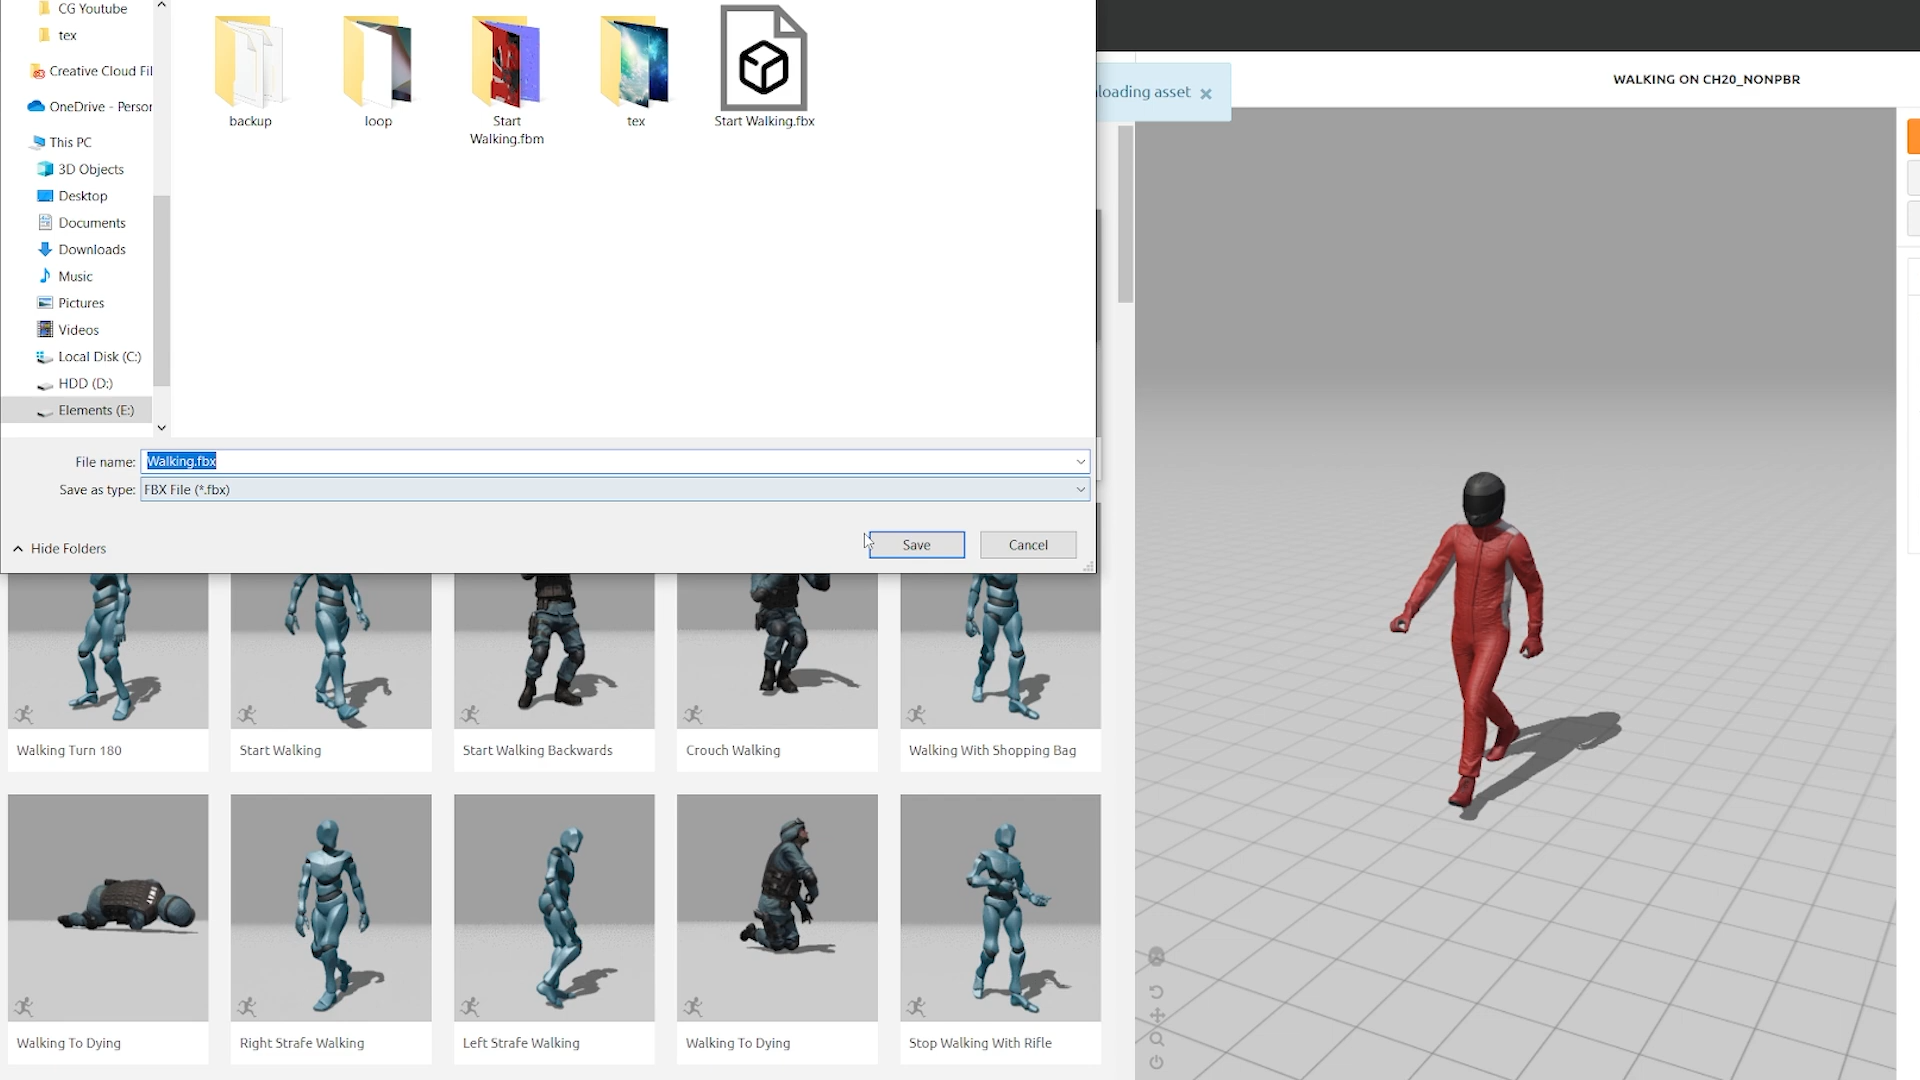 CG Youtube
tex
Creative Cloud Fil
OneDrive - Person
This PC
3D Objects
Desktop
Documents
Downloads
Music
Pictures
Videos
Local Disk (C:)
HDD (D:)
Elements (E:)
backup
loop
Start
Walking.fbm
tex
Start Walking.fbx
File name: Walking.fbx
Save as type: FBX File (*.fbx)
Hide Folders
Save
Cancel
loading asset
WALKING ON CH20_NONPBR
Walking Turn 180
Start Walking
Start Walking Backwards
Crouch Walking
Walking With Shopping Bag
Walking To Dying
Right Strafe Walking
Left Strafe Walking
Walking To Dying
Stop Walking With Rifle